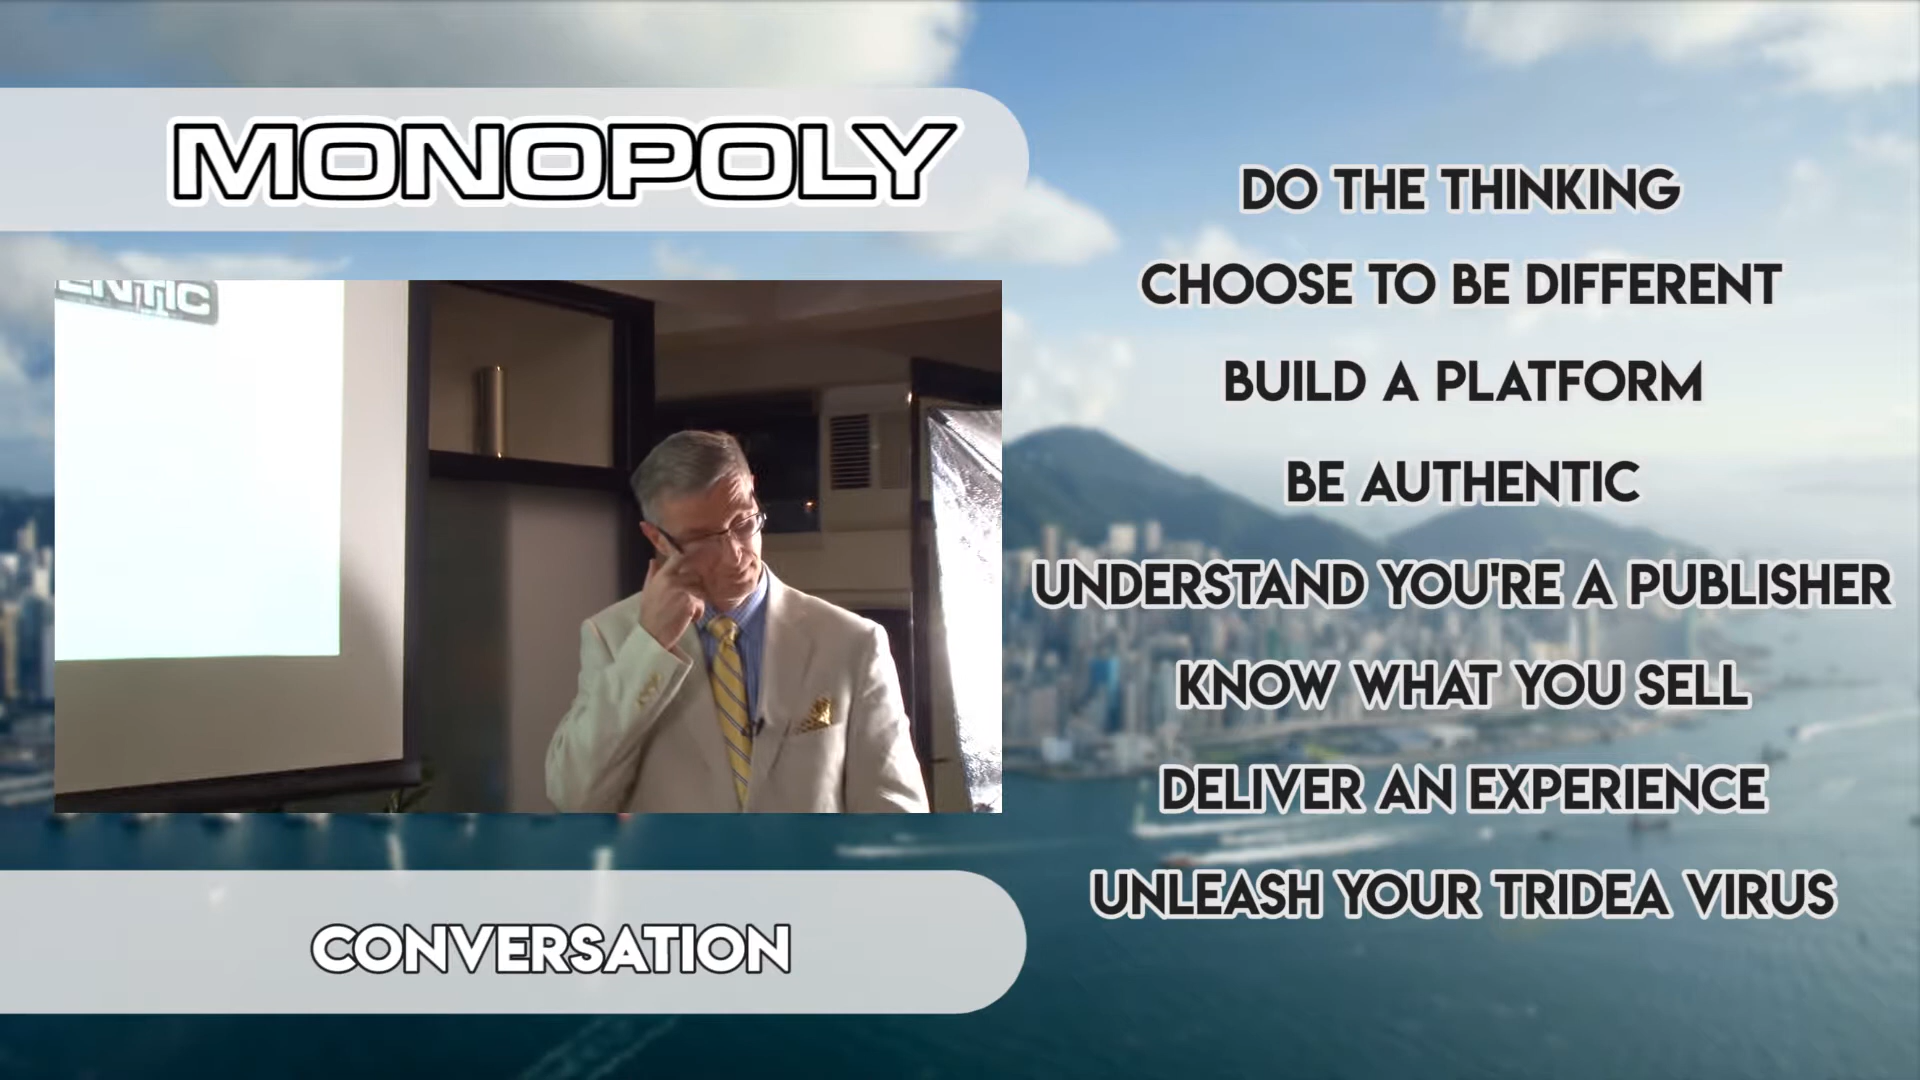 MONOPOLY
ENTIC
CONVERSATION
DO THE THINKING
CHOOSE TO BE DIFFERENT
BUILD A PLATFORM
BE AUTHENTIC
UNDERSTAND YOU'RE A PUBLISHER
KNOW WHAT YOU SELL
DELIVER AN EXPERIENCE
UNLEASH YOUR TRIDEA VIRUS